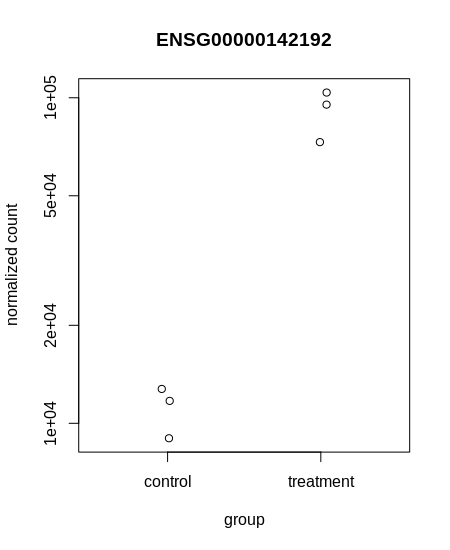 ENSG00000142192
1e+05
5e+04
2e+04
1e+04
normalized count
control
treatment
group